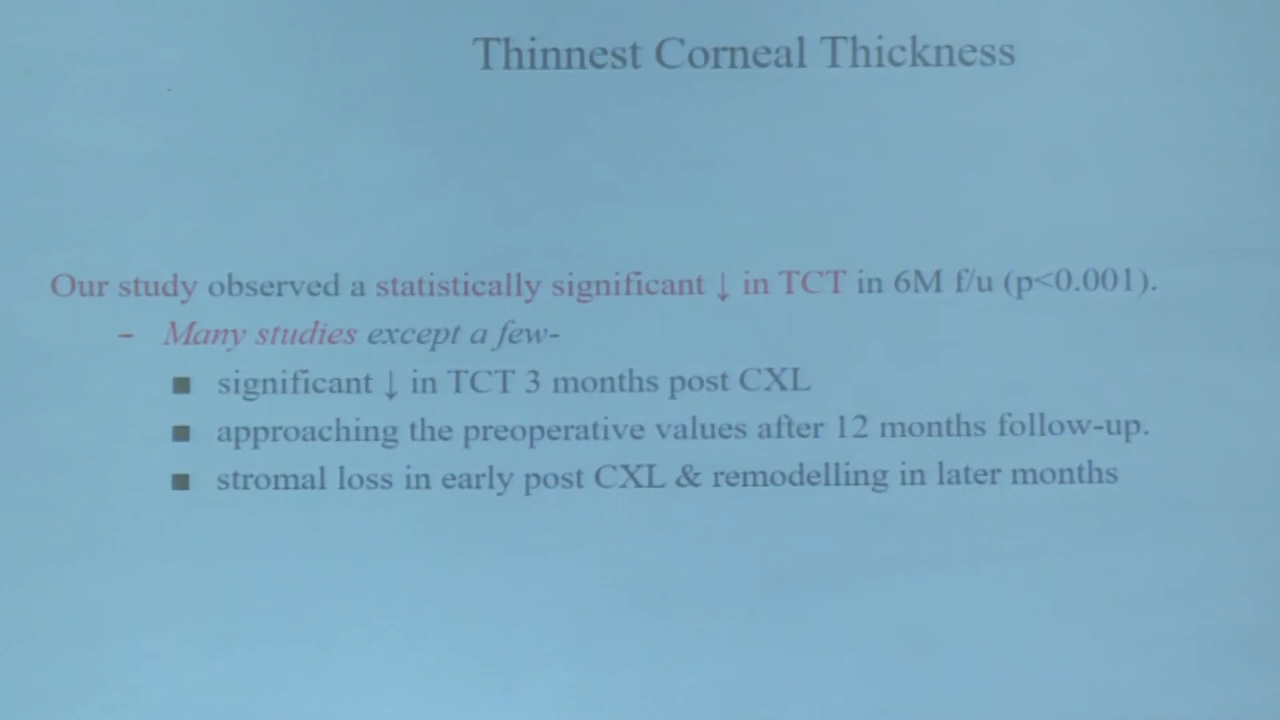 Thinnest Corneal Thickness
Our study observed a statistically significant ↓ in TCT in 6M f/u (p<0.001).
– Many studies except a few-
■ significant ↓ in TCT 3 months post CXL
■ approaching the preoperative values after 12 months follow-up.
■ stromal loss in early post CXL & remodelling in later months